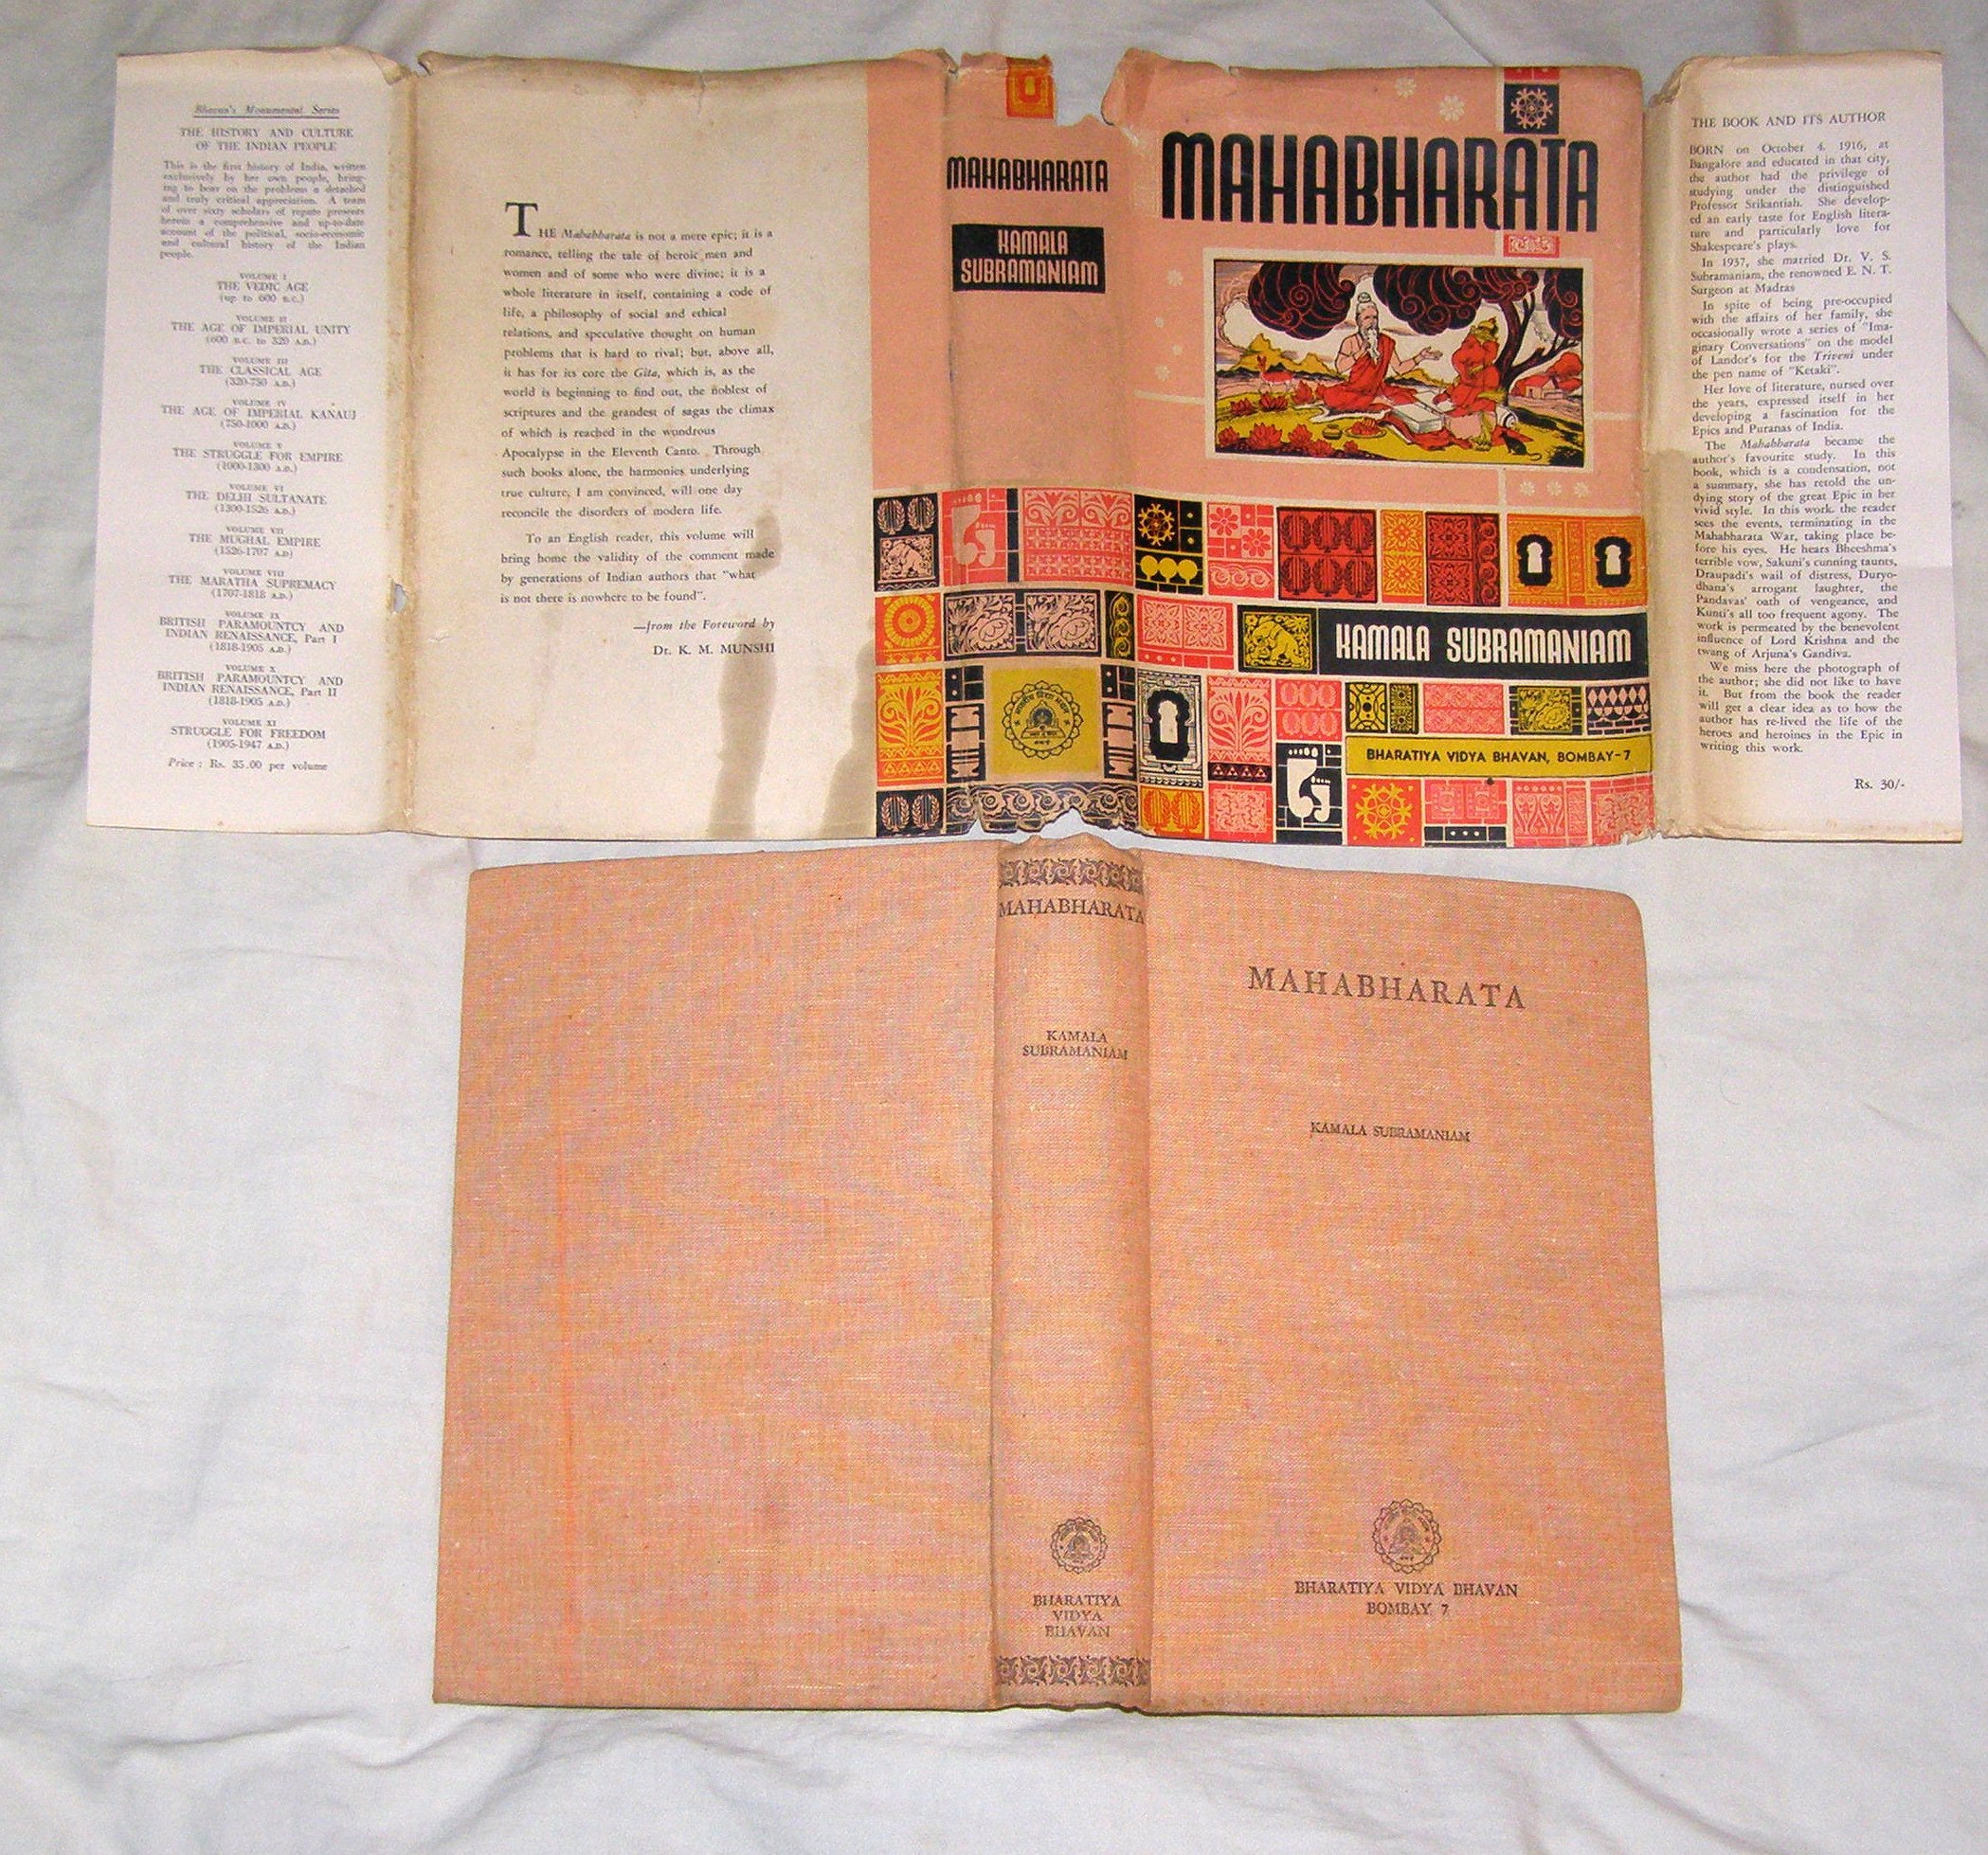 Bhavan's Monumental Series
THE HISTORY AND CULTURE
OF THE INDIAN PEOPLE
This is the first history of India, written
exclusively by her own people, bring-
ing to bear on the problems a detached
and truly critical appreciation. A team
of over sixty scholars of repute presents
herein a comprehensive and up-to-date
account of the political, socio-economic
and cultural history of the Indian
people.
VOLUME I
THE VEDIC AGE
(up to 600 B.C.)
VOLUME II
THE AGE OF IMPERIAL UNITY
(600 B.C. to 320 A.D.)
VOLUME III
THE CLASSICAL AGE
(320-750 A.D.)
VOLUME IV
THE AGE OF IMPERIAL KANAUJ
(750-1000 A.D.)
VOLUME V
THE STRUGGLE FOR EMPIRE
(1000-1300 A.D.)
VOLUME VI
THE DELHI SULTANATE
(1300-1526 A.D.)
VOLUME VII
THE MUGHAL EMPIRE
(1526-1707 A.D)
VOLUME VIII
THE MARATHA SUPREMACY
(1707-1818 A.D.)
VOLUME IX
BRITISH PARAMOUNTCY AND
INDIAN RENAISSANCE, Part I
(1818-1905 A.D.)
VOLUME X
BRITISH PARAMOUNTCY AND
INDIAN RENAISSANCE, Part II
(1818-1905 A.D.)
VOLUME XI
STRUGGLE FOR FREEDOM
(1905-1947 A.D.)
Price : Rs. 35.00 per volume
THE Mahabharata is not a mere epic; it is a
romance, telling the tale of heroic men and
women and of some who were divine; it is a
whole literature in itself, containing a code of
life, a philosophy of social and ethical
relations, and speculative thought on human
problems that is hard to rival; but, above all,
it has for its core the Gita, which is, as the
world is beginning to find out, the noblest of
scriptures and the grandest of sagas the climax
of which is reached in the wondrous
Apocalypse in the Eleventh Canto. Through
such books alone, the harmonies underlying
true culture, I am convinced, will one day
reconcile the disorders of modern life.
To an English reader, this volume will
bring home the validity of the comment made
by generations of Indian authors that "what
is not there is nowhere to be found".
—from the Foreword by
Dr. K. M. MUNSHI
MAHABHARATA
KAMALA
SUBRAMANIAM
MAHABHARATA
KAMALA SUBRAMANIAM
BHARATIYA VIDYA BHAVAN, BOMBAY-7
THE BOOK AND ITS AUTHOR
BORN on October 4, 1916, at
Bangalore and educated in that city,
the author had the privilege of
studying under the distinguished
Professor Srikantiah. She develop-
ed an early taste for English litera-
ture and particularly love for
Shakespeare's plays.
In 1937, she married Dr. V. S.
Subramaniam, the renowned E. N. T.
Surgeon at Madras
In spite of being pre-occupied
with the affairs of her family, she
occasionally wrote a series of "Ima-
ginary Conversations" on the model
of Landor's for the Triveni under
the pen name of "Ketaki".
Her love of literature, nursed over
the years, expressed itself in her
developing a fascination for the
Epics and Puranas of India.
The Mahabharata became the
author's favourite study. In this
book, which is a condensation, not
a summary, she has retold the un-
dying story of the great Epic in her
vivid style. In this work, the reader
sees the events, terminating in the
Mahabharata War, taking place be-
fore his eyes. He hears Bheeshma's
terrible vow, Sakuni's cunning taunts,
Draupadi's wail of distress, Duryo-
dhana's arrogant laughter, the
Pandavas' oath of vengeance, and
Kunti's all too frequent agony. The
work is permeated by the benevolent
influence of Lord Krishna and the
twang of Arjuna's Gandiva.
We miss here the photograph of
the author; she did not like to have
it. But from the book the reader
will get a clear idea as to how the
author has re-lived the life of the
heroes and heroines in the Epic in
writing this work.
Rs. 30/-
MAHABHARATA
KAMALA
SUBRAMANIAM
BHARATIYA
VIDYA
BHAVAN
MAHABHARATA
KAMALA SUBRAMANIAM
BHARATIYA VIDYA BHAVAN
BOMBAY 7